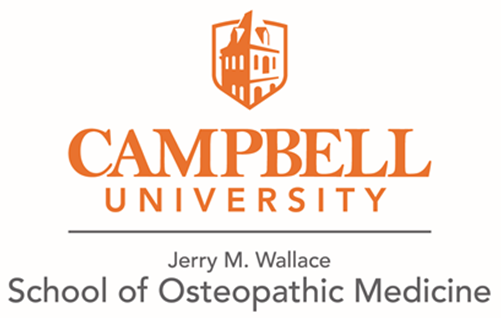 CAMPBELL
UNIVERSITY
Jerry M. Wallace
School of Osteopathic Medicine